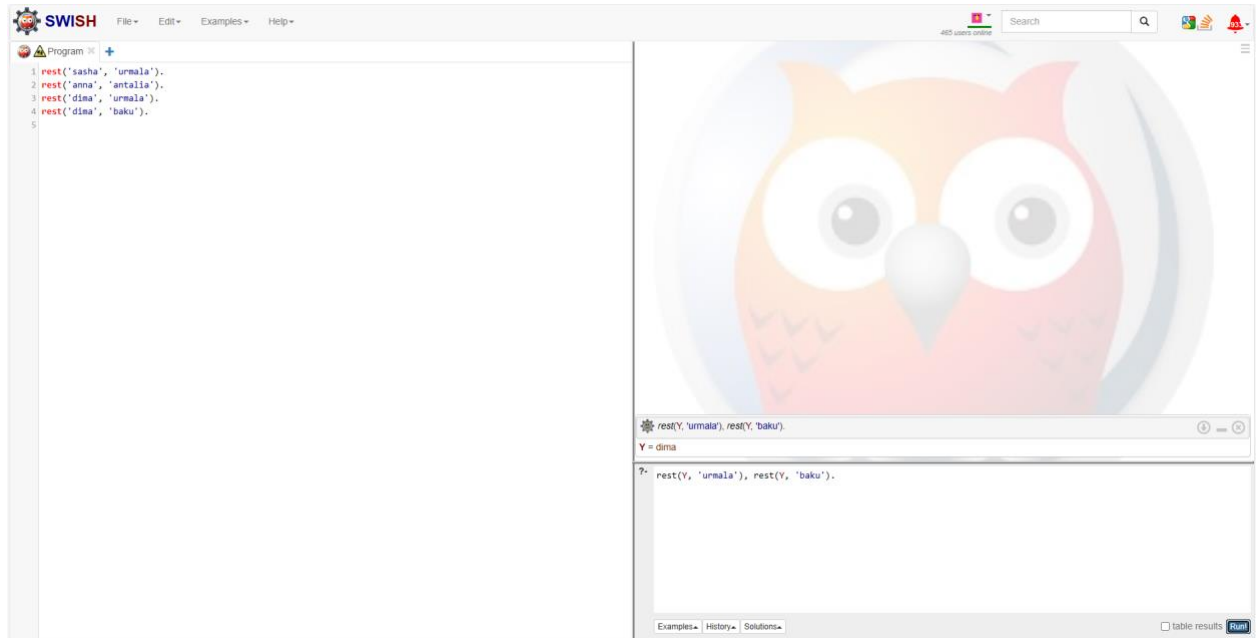 SWISH File Edit Examples Help 465 users online Search
Program
1 rest('sasha', 'urmala').
2 rest('anna', 'antalia').
3 rest('dima', 'urmala').
4 rest('dima', 'baku').
5
rest(Y, 'urmala'), rest(Y, 'baku').
Y = dima
?- rest(Y, 'urmala'), rest(Y, 'baku').
Examples History Solutions table results Run!